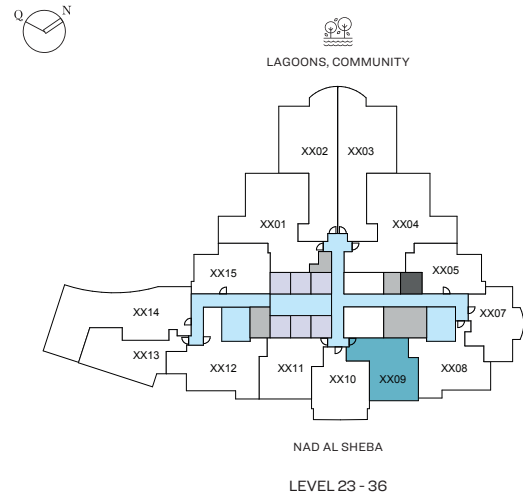 Q N
LAGOONS, COMMUNITY
XX02 XX03
XX01 XX04
XX15 XX05
XX14 XX07
XX13 XX12 XX11 XX10 XX09 XX08
NAD AL SHEBA
LEVEL 23 - 36